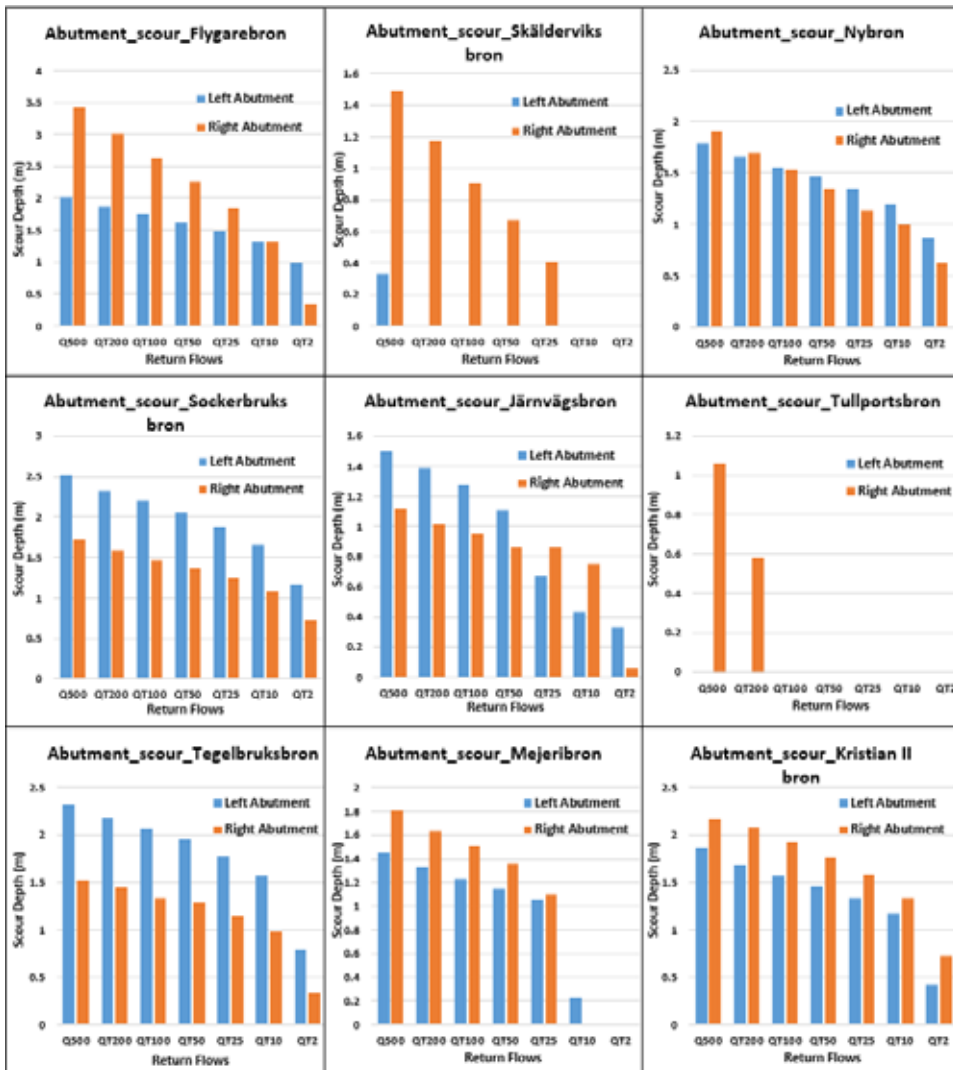 Abutment_scour_Flygarebron
4
3.5
3
2.5
2
1.5
1
0.5
0
Scour Depth (m)
Left Abutment
Right Abutment
Q500 QT200 QT100 QT50 QT25 QT10 QT2
Return Flows
Abutment_scour_Skälderviks
bron
1.6
1.4
1.2
1
0.8
0.6
0.4
0.2
0
Scour Depth (m)
Left Abutment
Right Abutment
Q500 QT200 QT100 QT50 QT25 QT10 QT2
Return Flows
Abutment_scour_Nybron
2.5
2
1.5
1
0.5
0
Scour Depth (m)
Left Abutment
Right Abutment
Q500 QT200 QT100 QT50 QT25 QT10 QT2
Return Flows
Abutment_scour_Sockerbruks
bron
3
2.5
2
1.5
1
0.5
0
Scour Depth (m)
Left Abutment
Right Abutment
Q500 QT200 QT100 QT50 QT25 QT10 QT2
Return Flows
Abutment_scour_Järnvägsbron
1.6
1.4
1.2
1
0.8
0.6
0.4
0.2
0
Scour Depth (m)
Left Abutment
Right Abutment
Q500 QT200 QT100 QT50 QT25 QT10 QT2
Return Flows
Abutment_scour_Tullportsbron
1.2
1
0.8
0.6
0.4
0.2
0
Scour Depth (m)
Left Abutment
Right Abutment
Q500 QT200 QT100 QT50 QT25 QT10 QT2
Return Flows
Abutment_scour_Tegelbruksbron
2.5
2
1.5
1
0.5
0
Scour Depth (m)
Left Abutment
Right Abutment
Q500 QT200 QT100 QT50 QT25 QT10 QT2
Return Flows
Abutment_scour_Mejeribron
2
1.8
1.6
1.4
1.2
1
0.8
0.6
0.4
0.2
0
Scour Depth (m)
Left Abutment
Right Abutment
Q500 QT200 QT100 QT50 QT25 QT10 QT2
Return Flows
Abutment_scour_Kristian II
bron
2.5
2
1.5
1
0.5
0
Scour Depth (m)
Left Abutment
Right Abutment
Q500 QT200 QT100 QT50 QT25 QT10 QT2
Return Flows